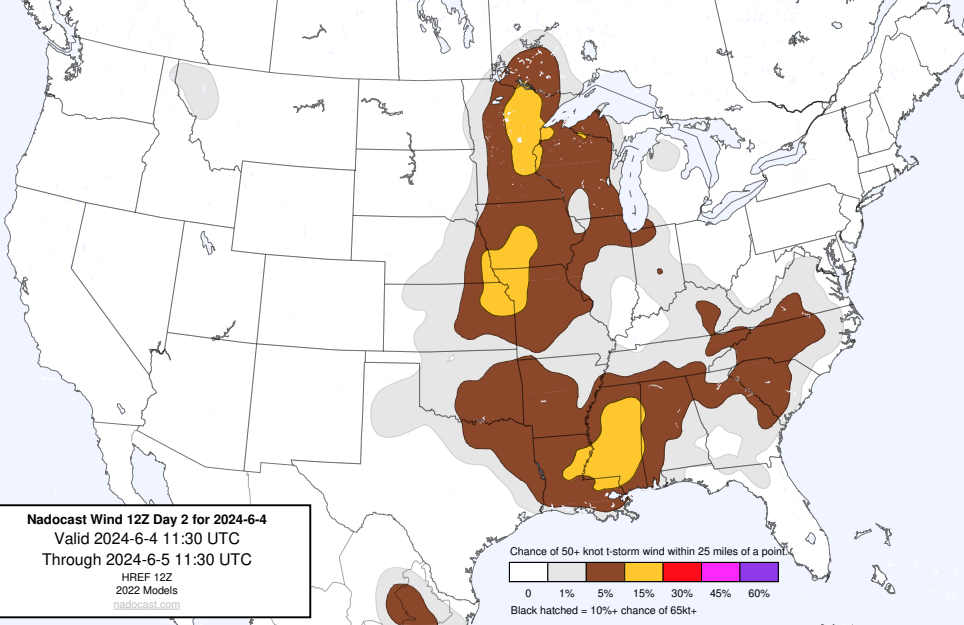 Nadocast Wind 12Z Day 2 for 2024-6-4
Valid 2024-6-4 11:30 UTC
Through 2024-6-5 11:30 UTC
HREF 12Z
2022 Models
nadocast.com
Chance of 50+ knot t-storm wind within 25 miles of a point.
0 1% 5% 15% 30% 45% 60%
Black hatched = 10%+ chance of 65kt+